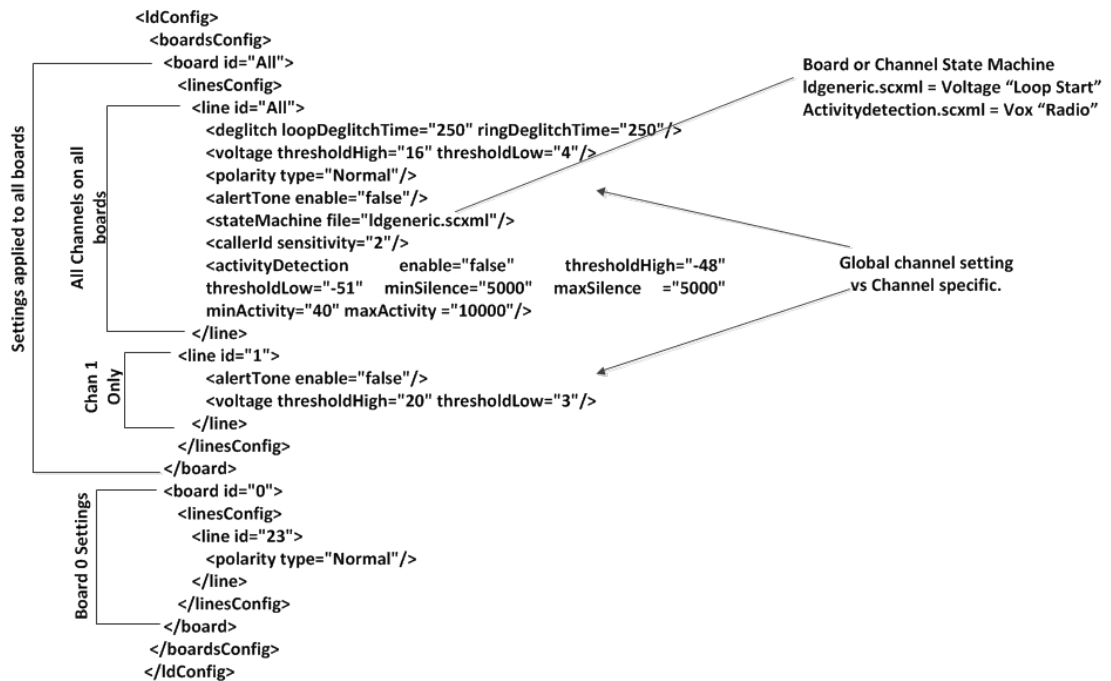 <ldConfig>
<boardsConfig>
<board id="All">
<linesConfig>
<line id="All">
<deglitch loopDeglitchTime="250" ringDeglitchTime="250"/>
<voltage thresholdHigh="16" thresholdLow="4"/>
<polarity type="Normal"/>
<alertTone enable="false"/>
<stateMachine file="ldgeneric.scxml"/>
<callerId sensitivity="2"/>
<activityDetection enable="false" thresholdHigh="-48"
thresholdLow="-51" minSilence="5000" maxSilence ="5000"
minActivity="40" maxActivity ="10000"/>
</line>
<line id="1">
<alertTone enable="false"/>
<voltage thresholdHigh="20" thresholdLow="3"/>
</line>
</linesConfig>
</board>
<board id="0">
<linesConfig>
<line id="23">
<polarity type="Normal"/>
</line>
</linesConfig>
</board>
</boardsConfig>
</ldConfig>
Settings applied to all boards
All Channels on all
boards
Chan 1
Only
Board 0 Settings
Board or Channel State Machine
ldgeneric.scxml = Voltage “Loop Start”
Activitydetection.scxml = Vox “Radio”
Global channel setting
vs Channel specific.